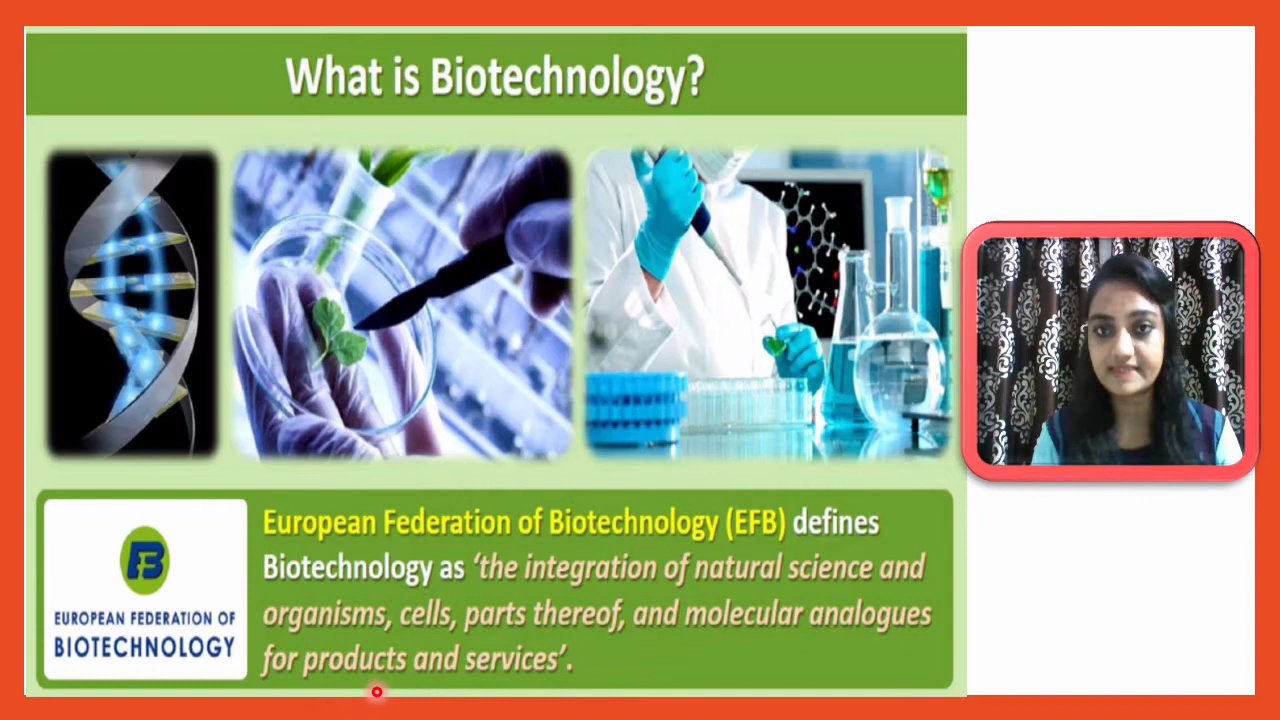 What is Biotechnology?
European Federation of Biotechnology (EFB) defines
Biotechnology as ‘the integration of natural science and
organisms, cells, parts thereof, and molecular analogues
for products and services’.
EUROPEAN FEDERATION OF
BIOTECHNOLOGY